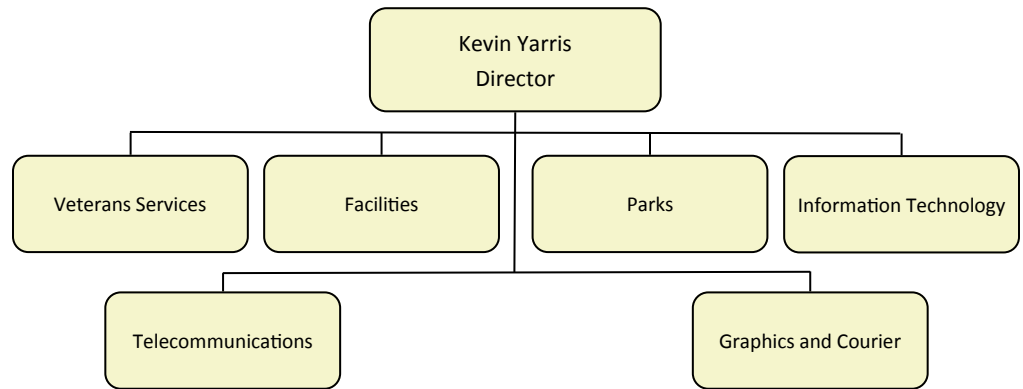 Kevin Yarris
Director
Veterans Services
Facilities
Parks
Information Technology
Telecommunications
Graphics and Courier